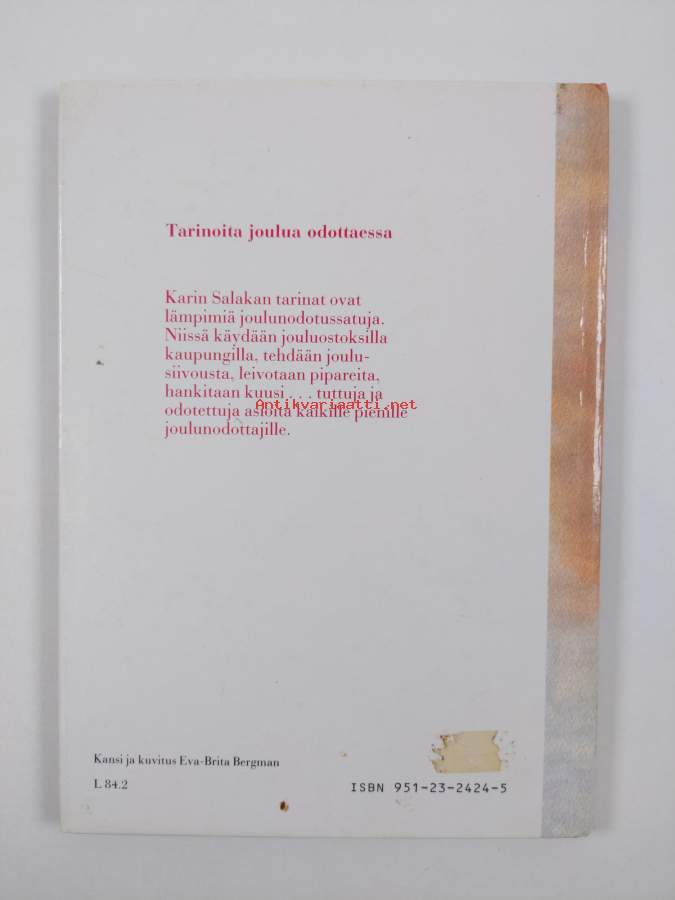 Tarinoita joulua odottaessa
Karin Salakan tarinat ovat
lämpimiä joulunodotussatuja.
Niissä käydään jouluostoksilla
kaupungilla, tehdään joulu-
siivousta, leivotaan pipareita,
hankitaan kuusi . . . tuttuja ja
Antikvariaatti.net
odotettuja asioita kaikille pienille
joulunodottajille.
Kansi ja kuvitus Eva-Brita Bergman
L 84.2
ISBN 951-23-2424-5